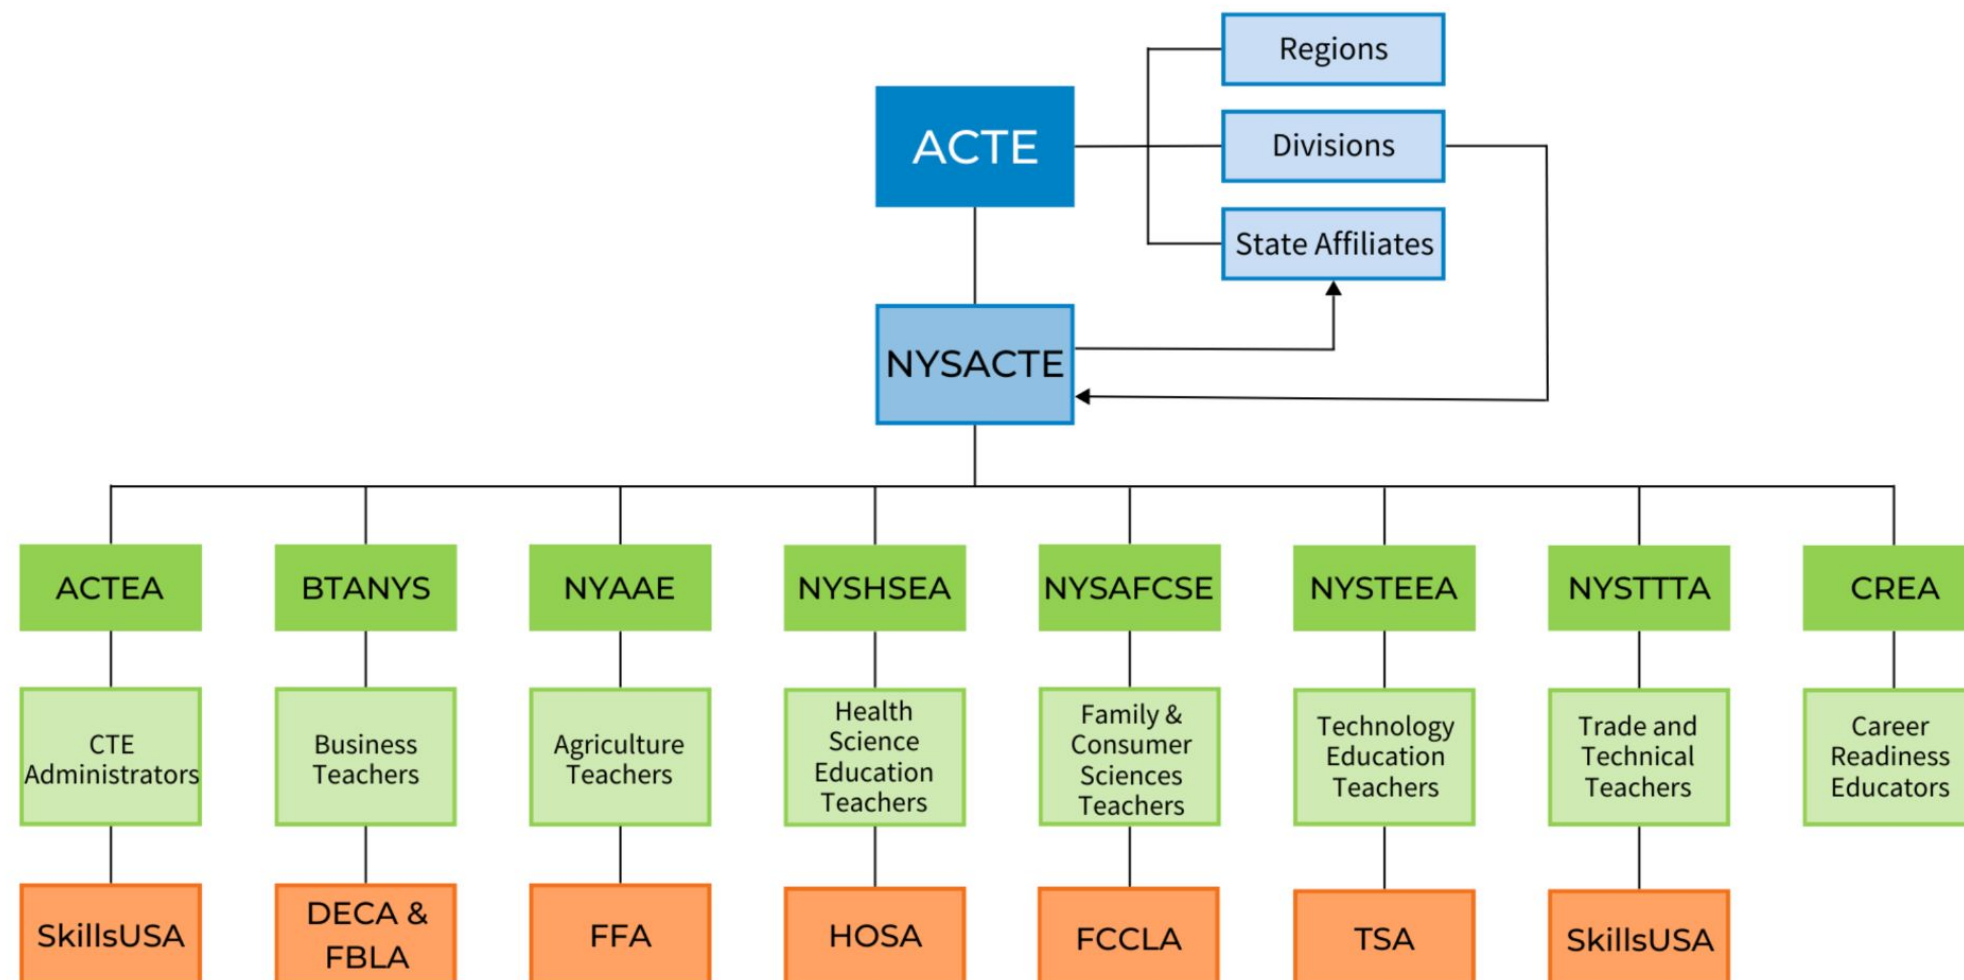 Regions
ACTE
Divisions
State Affiliates
NYSACTE
ACTEA
BTANYS
NYAAE
NYSHSEA
NYSAFCSE
NYSTEEA
NYSTTTA
CREA
CTE
Administrators
Business
Teachers
Agriculture
Teachers
Health
Science
Education
Teachers
Family &
Consumer
Sciences
Teachers
Technology
Education
Teachers
Trade and
Technical
Teachers
Career
Readiness
Educators
SkillsUSA
DECA &
FBLA
FFA
HOSA
FCCLA
TSA
SkillsUSA